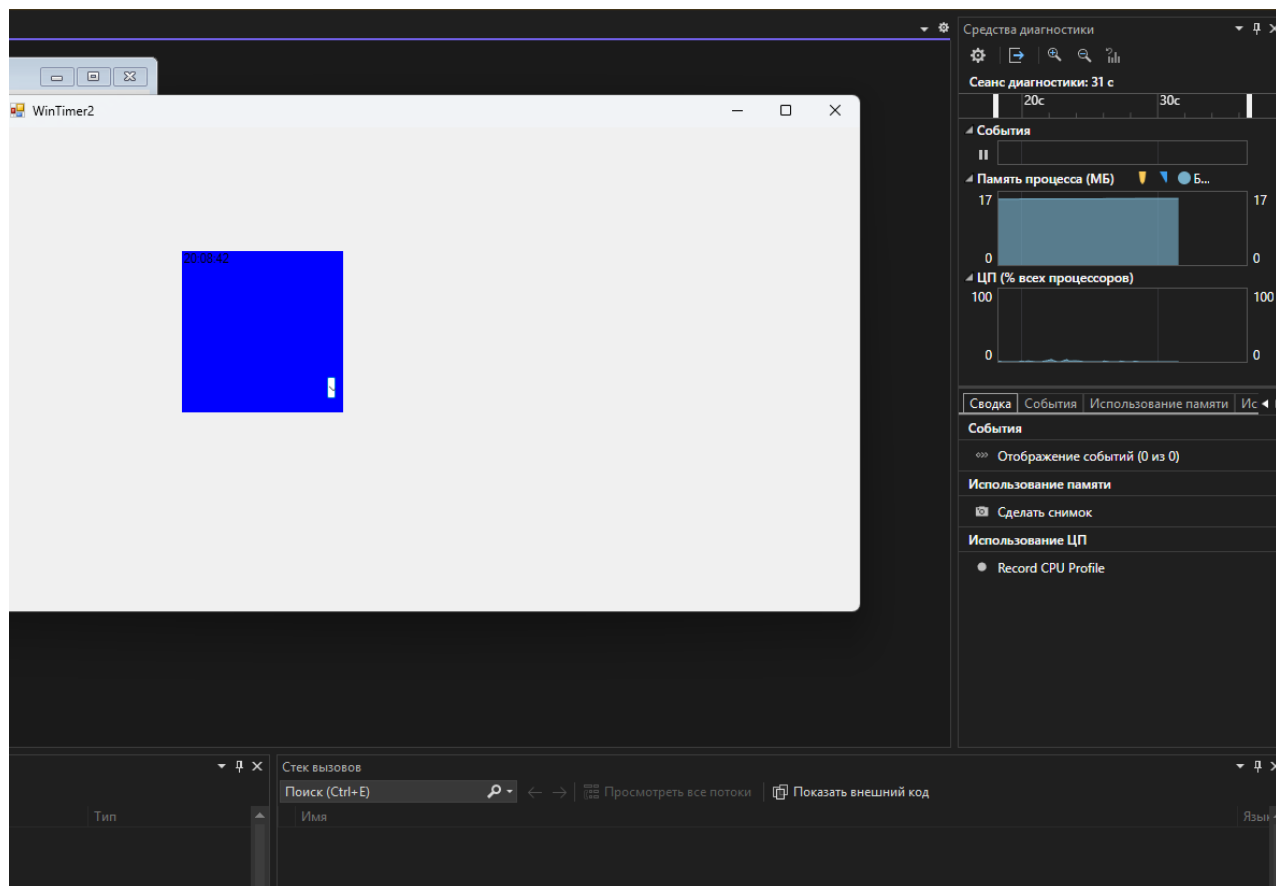 Средства диагностики
Сеанс диагностики: 31 с
20с 30с
События
Память процесса (МБ) Б...
17 17
0 0
ЦП (% всех процессоров)
100 100
0 0
Сводка События Использование памяти Ис
События
Отображение событий (0 из 0)
Использование памяти
Сделать снимок
Использование ЦП
Record CPU Profile
WinTimer2
20:08:42
Тип
Стек вызовов
Поиск (Ctrl+E) Просмотреть все потоки Показать внешний код
Имя Язык